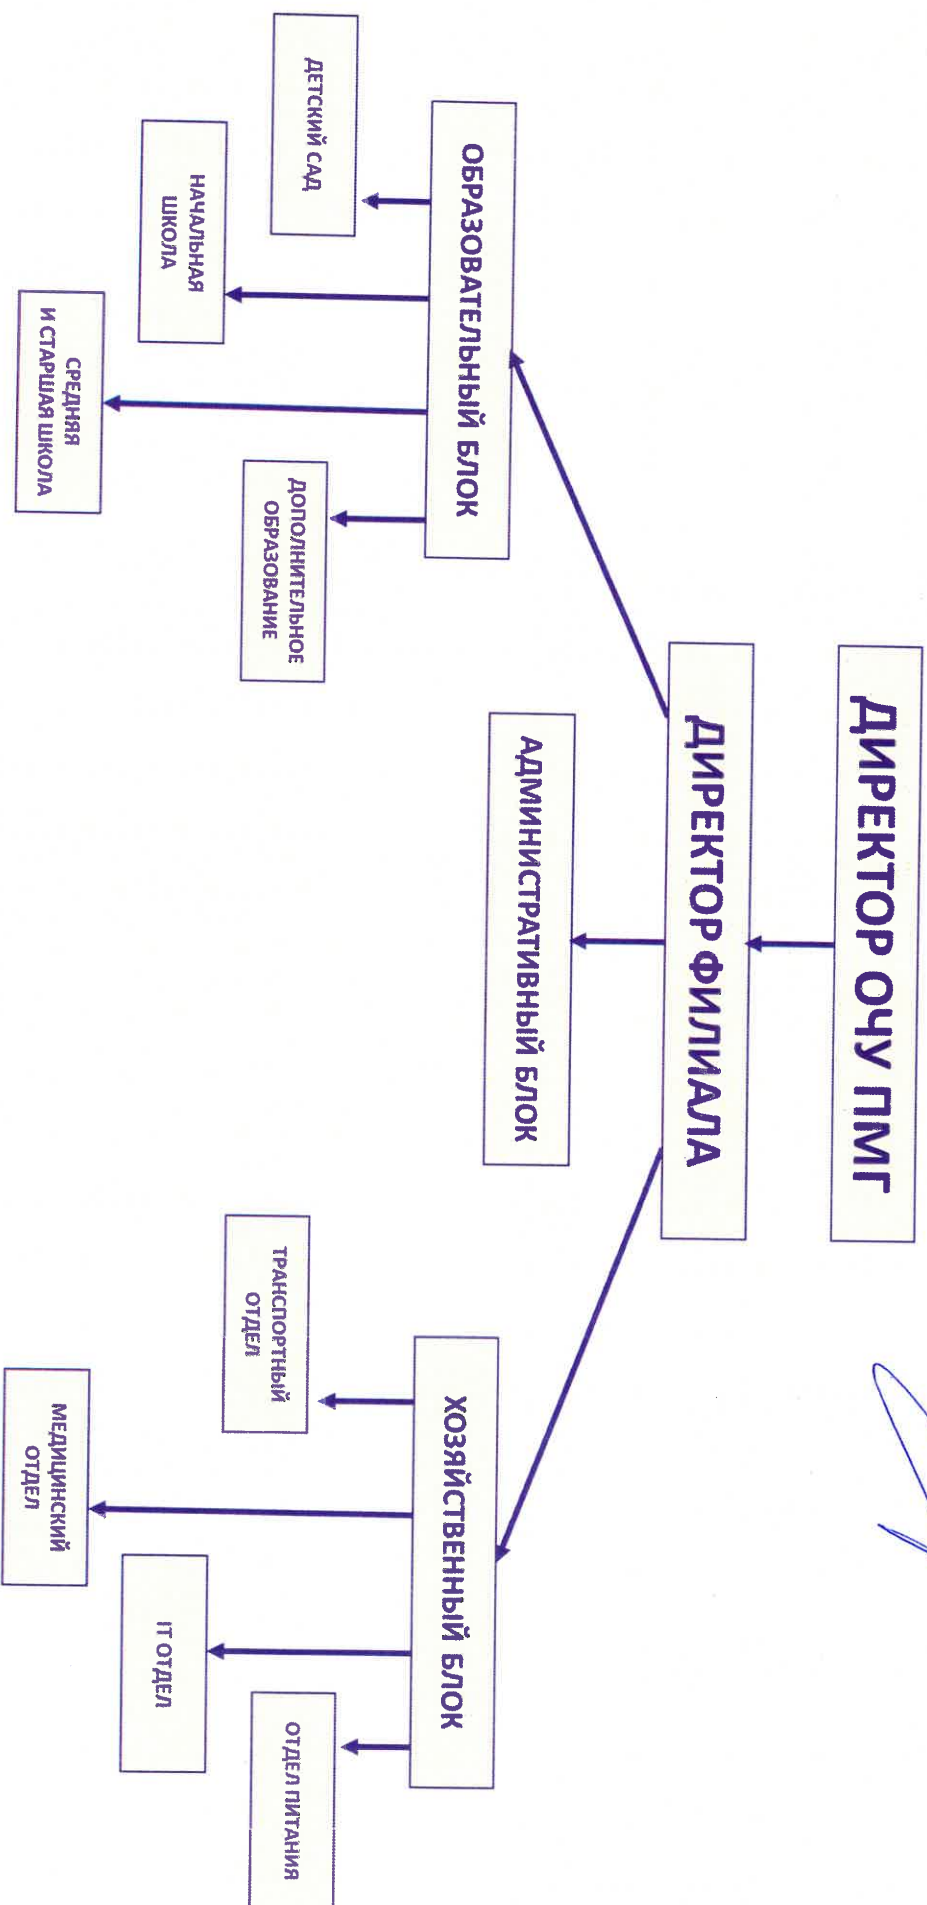 ДИРЕКТОР ОЧУ ПМГ
ДИРЕКТОР ФИЛИАЛА
ОБРАЗОВАТЕЛЬНЫЙ БЛОК
АДМИНИСТРАТИВНЫЙ БЛОК
ХОЗЯЙСТВЕННЫЙ БЛОК
ДЕТСКИЙ САД
НАЧАЛЬНАЯ
ШКОЛА
СРЕДНЯЯ
И СТАРШАЯ ШКОЛА
ДОПОЛНИТЕЛЬНОЕ
ОБРАЗОВАНИЕ
ТРАНСПОРТНЫЙ
ОТДЕЛ
МЕДИЦИНСКИЙ
ОТДЕЛ
IT ОТДЕЛ
ОТДЕЛ ПИТАНИЯ